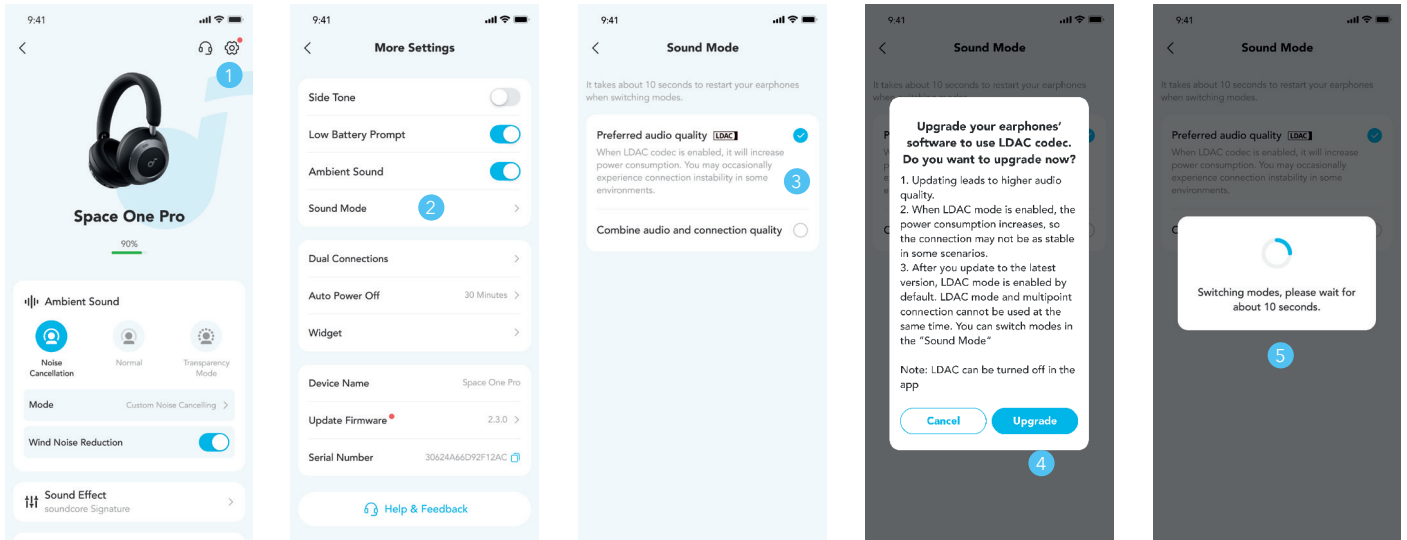 9:41
1
Space One Pro
90%
Ambient Sound
Noise
Cancellation
Normal
Transparency
Mode
Mode
Custom Noise Cancelling
Wind Noise Reduction
Sound Effect
soundcore Signature
9:41
More Settings
Side Tone
Low Battery Prompt
Ambient Sound
Sound Mode
2
Dual Connections
Auto Power Off
30 Minutes
Widget
Device Name
Space One Pro
Update Firmware
2.3.0
Serial Number
30624A66D92F12AC
Help & Feedback
9:41
Sound Mode
It takes about 10 seconds to restart your earphones
when switching modes.
Preferred audio quality LDAC
When LDAC codec is enabled, it will increase
power consumption. You may occasionally
experience connection instability in some
environments.
3
Combine audio and connection quality
9:41
Sound Mode
It takes about 10 seconds to restart your earphones
Upgrade your earphones'
software to use LDAC codec.
Do you want to upgrade now?
1. Updating leads to higher audio
quality.
2. When LDAC mode is enabled, the
power consumption increases, so
the connection may not be as stable
in some scenarios.
3. After you update to the latest
version, LDAC mode is enabled by
default. LDAC mode and multipoint
connection cannot be used at the
same time. You can switch modes in
the "Sound Mode"
Note: LDAC can be turned off in the
app
Cancel
Upgrade
4
9:41
Sound Mode
It takes about 10 seconds to restart your earphones
when switching modes.
Preferred audio quality LDAC
When LDAC codec is enabled, it will increase
power consumption. You may occasionally
experience connection instability in some
environments.
Switching modes, please wait for
about 10 seconds.
5